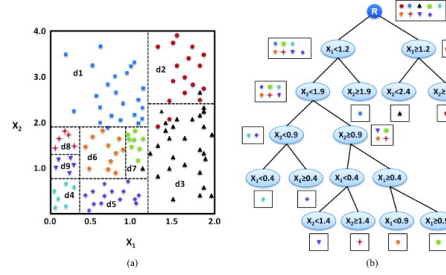 4.0
3.0
2.0
1.0
0.0
0.0
0.5
1.0
1.5
2.0
X₂
X₁
d1
d2
d3
d4
d5
d6
d7
d8
d9
(a)
R
X₁<1.2
X₁≥1.2
X₂<1.9
X₂≥1.9
X₂<2.4
X₂<0.9
X₂≥0.9
X₁<0.4
X₁≥0.4
X₁<0.4
X₁≥0.4
X₂<1.4
X₂≥1.4
X₁<0.9
X₁≥0.9
(b)